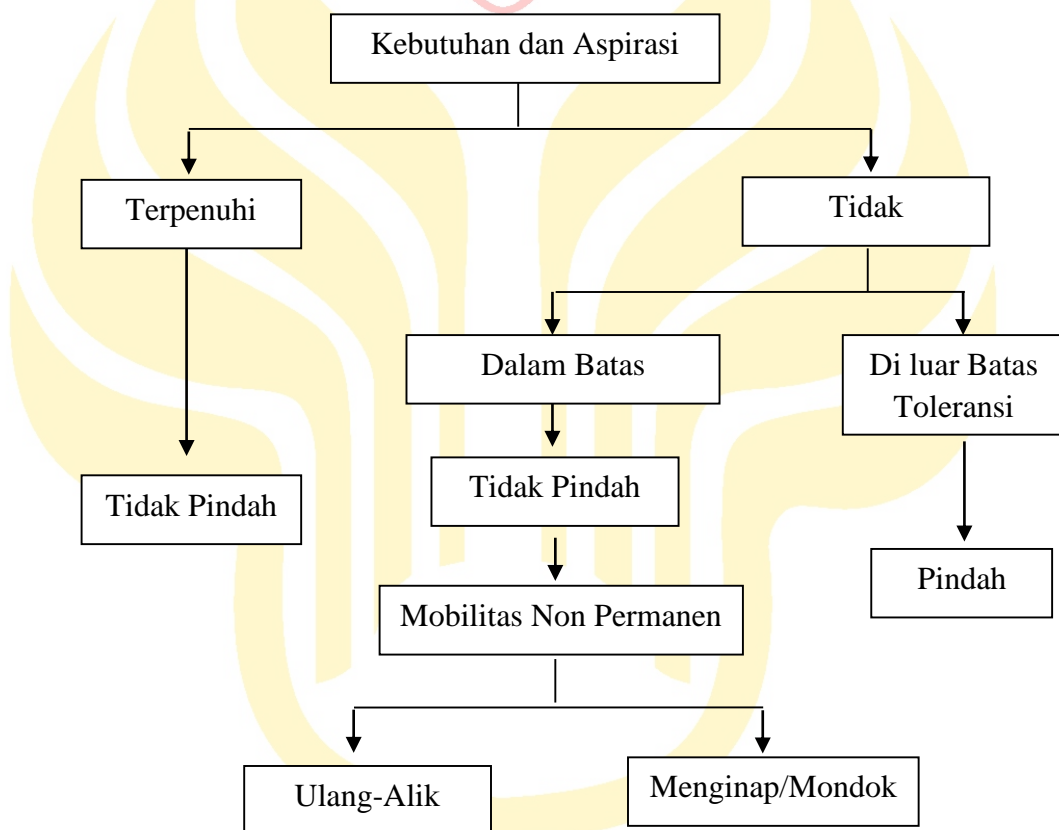 Kebutuhan dan Aspirasi
Terpenuhi
Tidak
Dalam Batas
Di luar Batas
Toleransi
Tidak Pindah
Tidak Pindah
Pindah
Mobilitas Non Permanen
Ulang-Alik
Menginap/Mondok